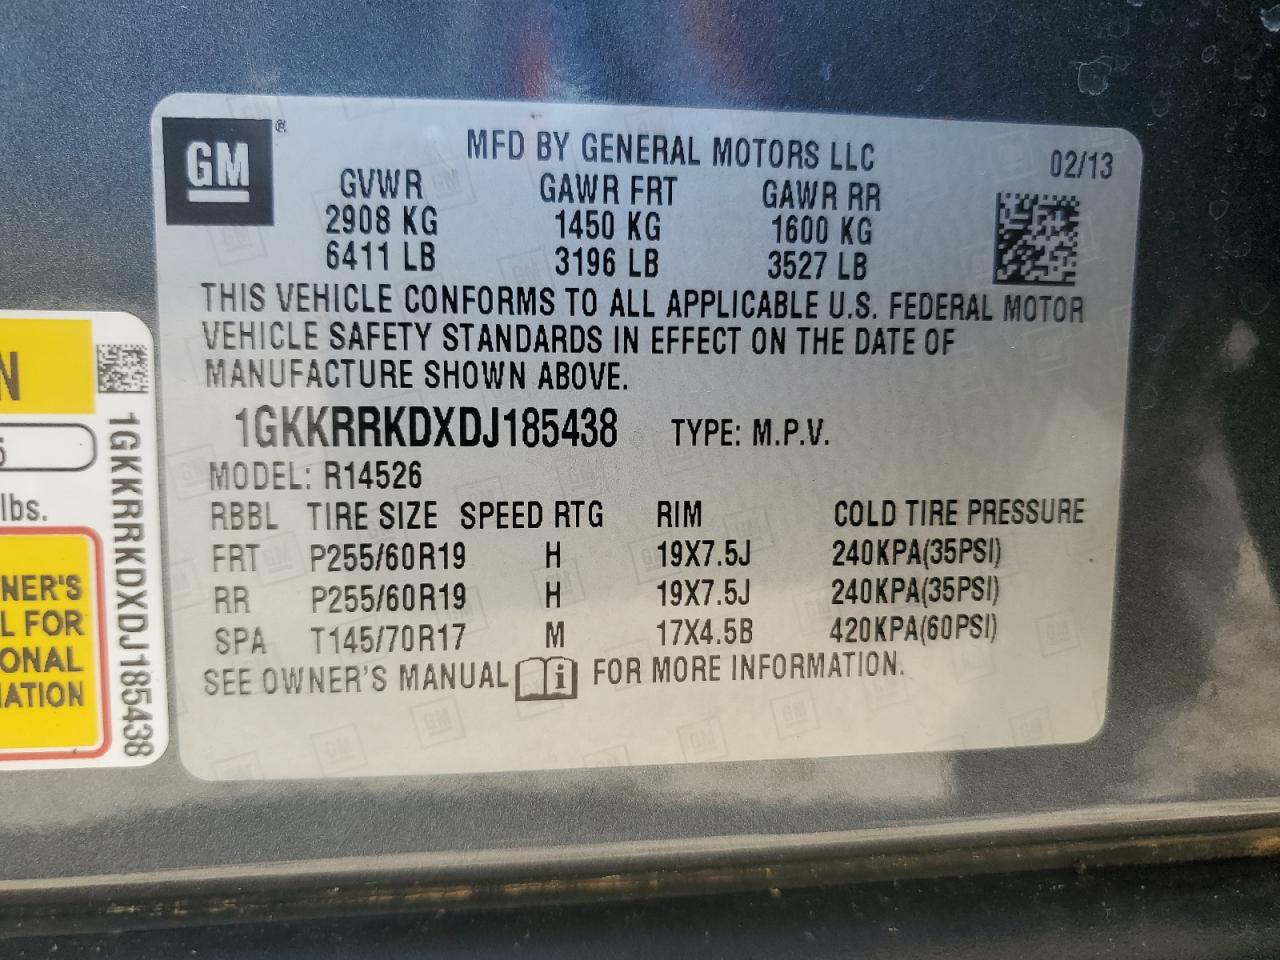 GM ®
MFD BY GENERAL MOTORS LLC
02/13
GVWR GAWR FRT GAWR RR
2908 KG 1450 KG 1600 KG
6411 LB 3196 LB 3527 LB
THIS VEHICLE CONFORMS TO ALL APPLICABLE U.S. FEDERAL MOTOR
VEHICLE SAFETY STANDARDS IN EFFECT ON THE DATE OF
MANUFACTURE SHOWN ABOVE.
1GKKRRKDXDJ185438 TYPE: M.P.V.
MODEL: R14526
RBBL TIRE SIZE SPEED RTG RIM COLD TIRE PRESSURE
FRT P255/60R19 H 19X7.5J 240KPA(35PSI)
RR P255/60R19 H 19X7.5J 240KPA(35PSI)
SPA T145/70R17 M 17X4.5B 420KPA(60PSI)
SEE OWNER'S MANUAL i FOR MORE INFORMATION.
N
lbs.
NER'S
L FOR
ONAL
ATION
1GKKRRKDXDJ185438